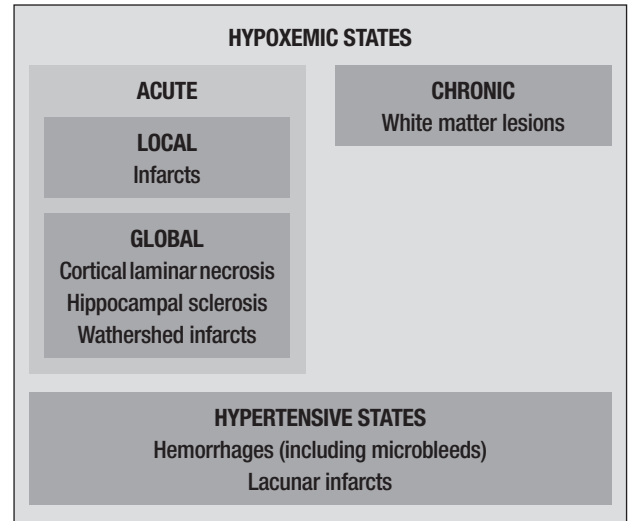 HYPOXEMIC STATES
ACUTE
LOCAL
Infarcts
GLOBAL
Cortical laminar necrosis
Hippocampal sclerosis
Wathershed infarcts
CHRONIC
White matter lesions
HYPERTENSIVE STATES
Hemorrhages (including microbleeds)
Lacunar infarcts